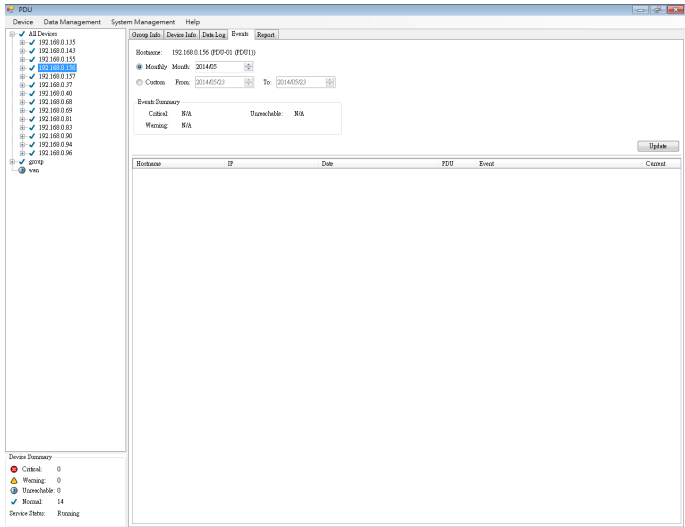 PDU
Device Data Management System Management Help
All Devices
192.168.0.135
192.168.0.143
192.168.0.155
192.168.0.156
192.168.0.157
192.168.0.37
192.168.0.40
192.168.0.68
192.168.0.69
192.168.0.81
192.168.0.83
192.168.0.90
192.168.0.94
192.168.0.96
group
wan
Device Summary
Critical: 0
Warning: 0
Unreachable: 0
Normal: 14
Service Status: Running
Group Info Device Info Data Log Events Report
Hostname: 192.168.0.156 (PDU-01 (PDU1))
Monthly Month: 2014/05
Custom From: 2014/05/23 To: 2014/05/23
Events Summary
Critical: N/A Unreachable: N/A
Warning: N/A
Update
Hostname IP Date PDU Event Current